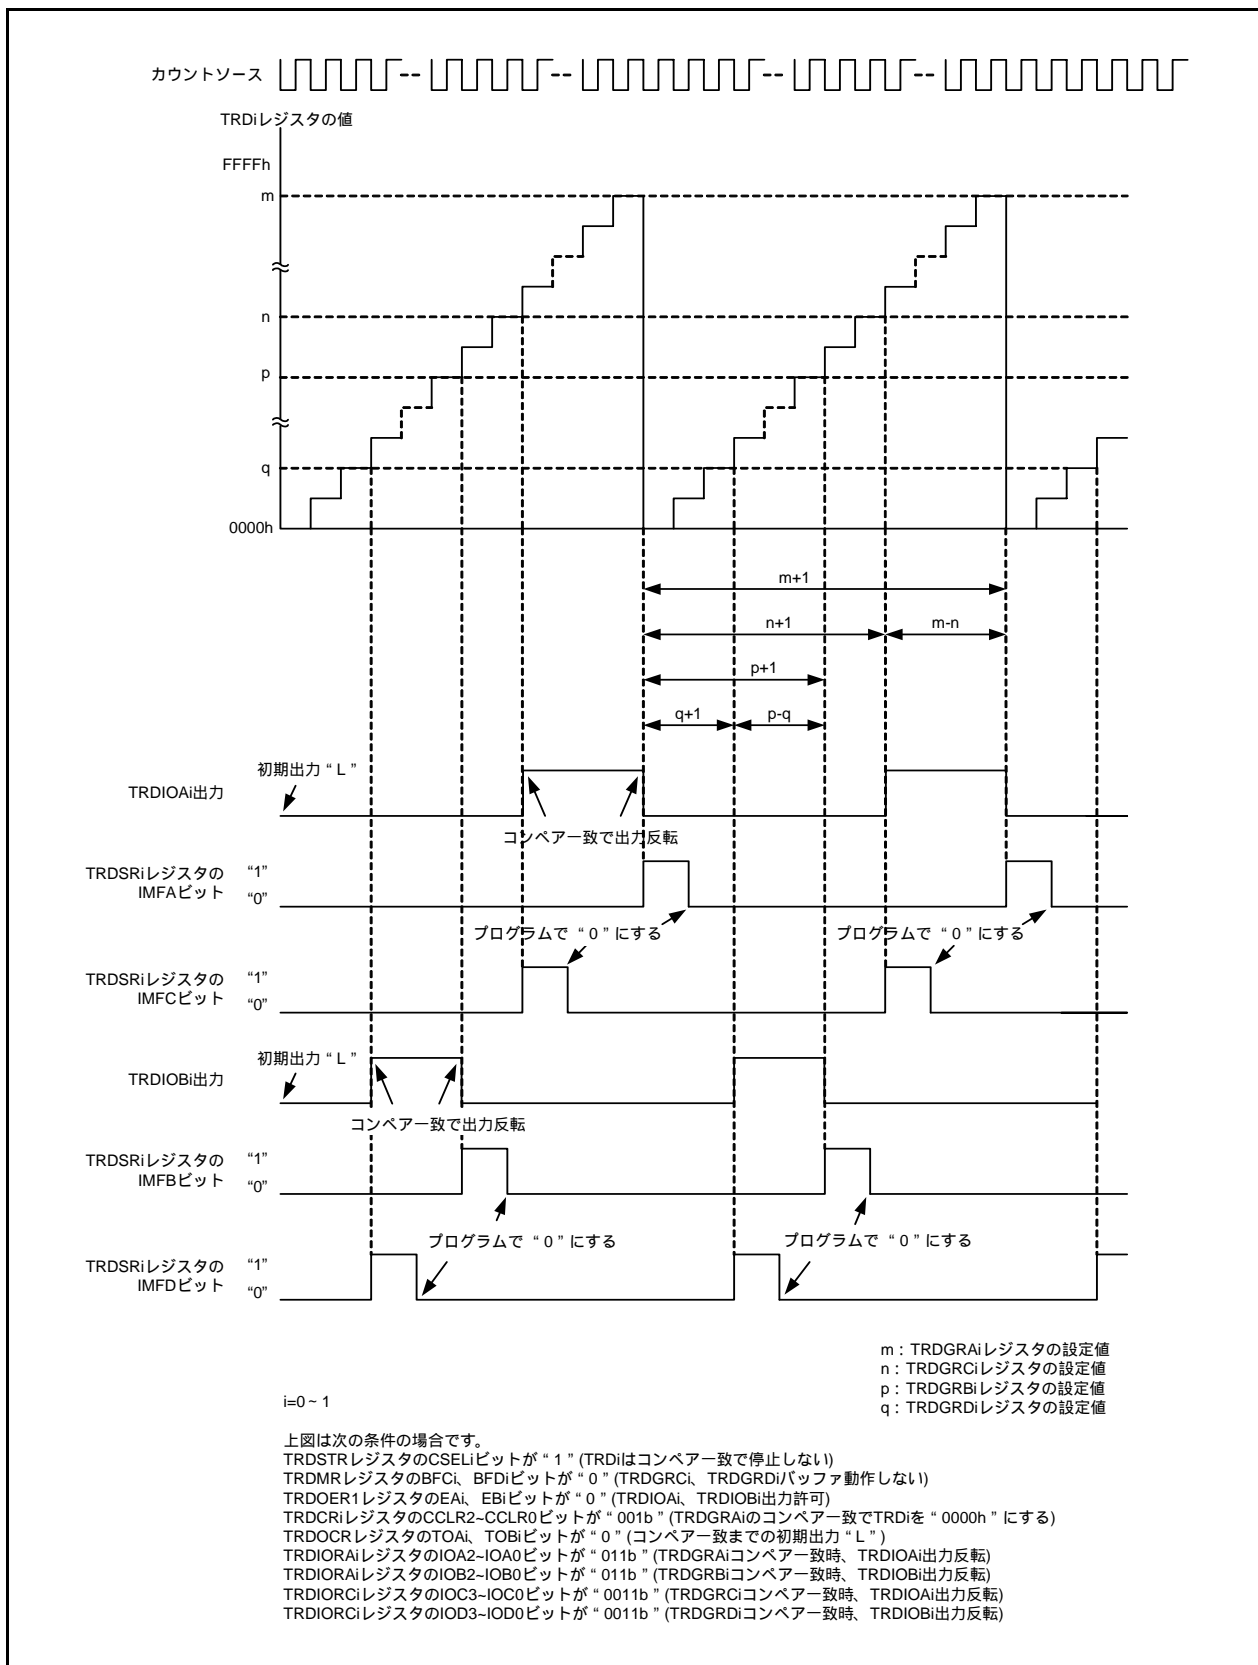 カウントソース
TRDiレジスタの値
FFFFh
m
n
p
q
0000h
m+1
n+1
m-n
p+1
q+1
p-q
初期出力 “ L ”
TRDIOAi出力
コンペア一致で出力反転
TRDSRiレジスタの
IMFAビット
“1”
“0”
プログラムで “ 0 ” にする
プログラムで “ 0 ” にする
TRDSRiレジスタの
IMFCビット
“1”
“0”
初期出力 “ L ”
TRDIOBi出力
コンペア一致で出力反転
TRDSRiレジスタの
IMFBビット
“1”
“0”
プログラムで “ 0 ” にする
プログラムで “ 0 ” にする
TRDSRiレジスタの
IMFDビット
“1”
“0”
m : TRDGRAiレジスタの設定値
n : TRDGRCiレジスタの設定値
p : TRDGRBiレジスタの設定値
q : TRDGRDiレジスタの設定値
i=0 ~ 1
上図は次の条件の場合です。
TRDSTRレジスタのCSELiビットが “ 1 ” (TRDiはコンペア一致で停止しない)
TRDMRレジスタのBFCi、BFDiビットが “ 0 ” (TRDGRCi、TRDGRDiバッファ動作しない)
TRDOER1レジスタのEAi、EBiビットが “ 0 ” (TRDIOAi、TRDIOBi出力許可)
TRDCRiレジスタのCCLR2~CCLR0ビットが “ 001b ” (TRDGRAiのコンペア一致でTRDiを “ 0000h ” にする)
TRDOCRレジスタのTOAi、TOBiビットが “ 0 ” (コンペア一致までの初期出力 “ L ” )
TRDIORAiレジスタのIOA2~IOA0ビットが “ 011b ” (TRDGRAiコンペア一致時、TRDIOAi出力反転)
TRDIORAiレジスタのIOB2~IOB0ビットが “ 011b ” (TRDGRBiコンペア一致時、TRDIOBi出力反転)
TRDIORCiレジスタのIOC3~IOC0ビットが “ 0011b ” (TRDGRCiコンペア一致時、TRDIOAi出力反転)
TRDIORCiレジスタのIOD3~IOD0ビットが “ 0011b ” (TRDGRDiコンペア一致時、TRDIOBi出力反転)